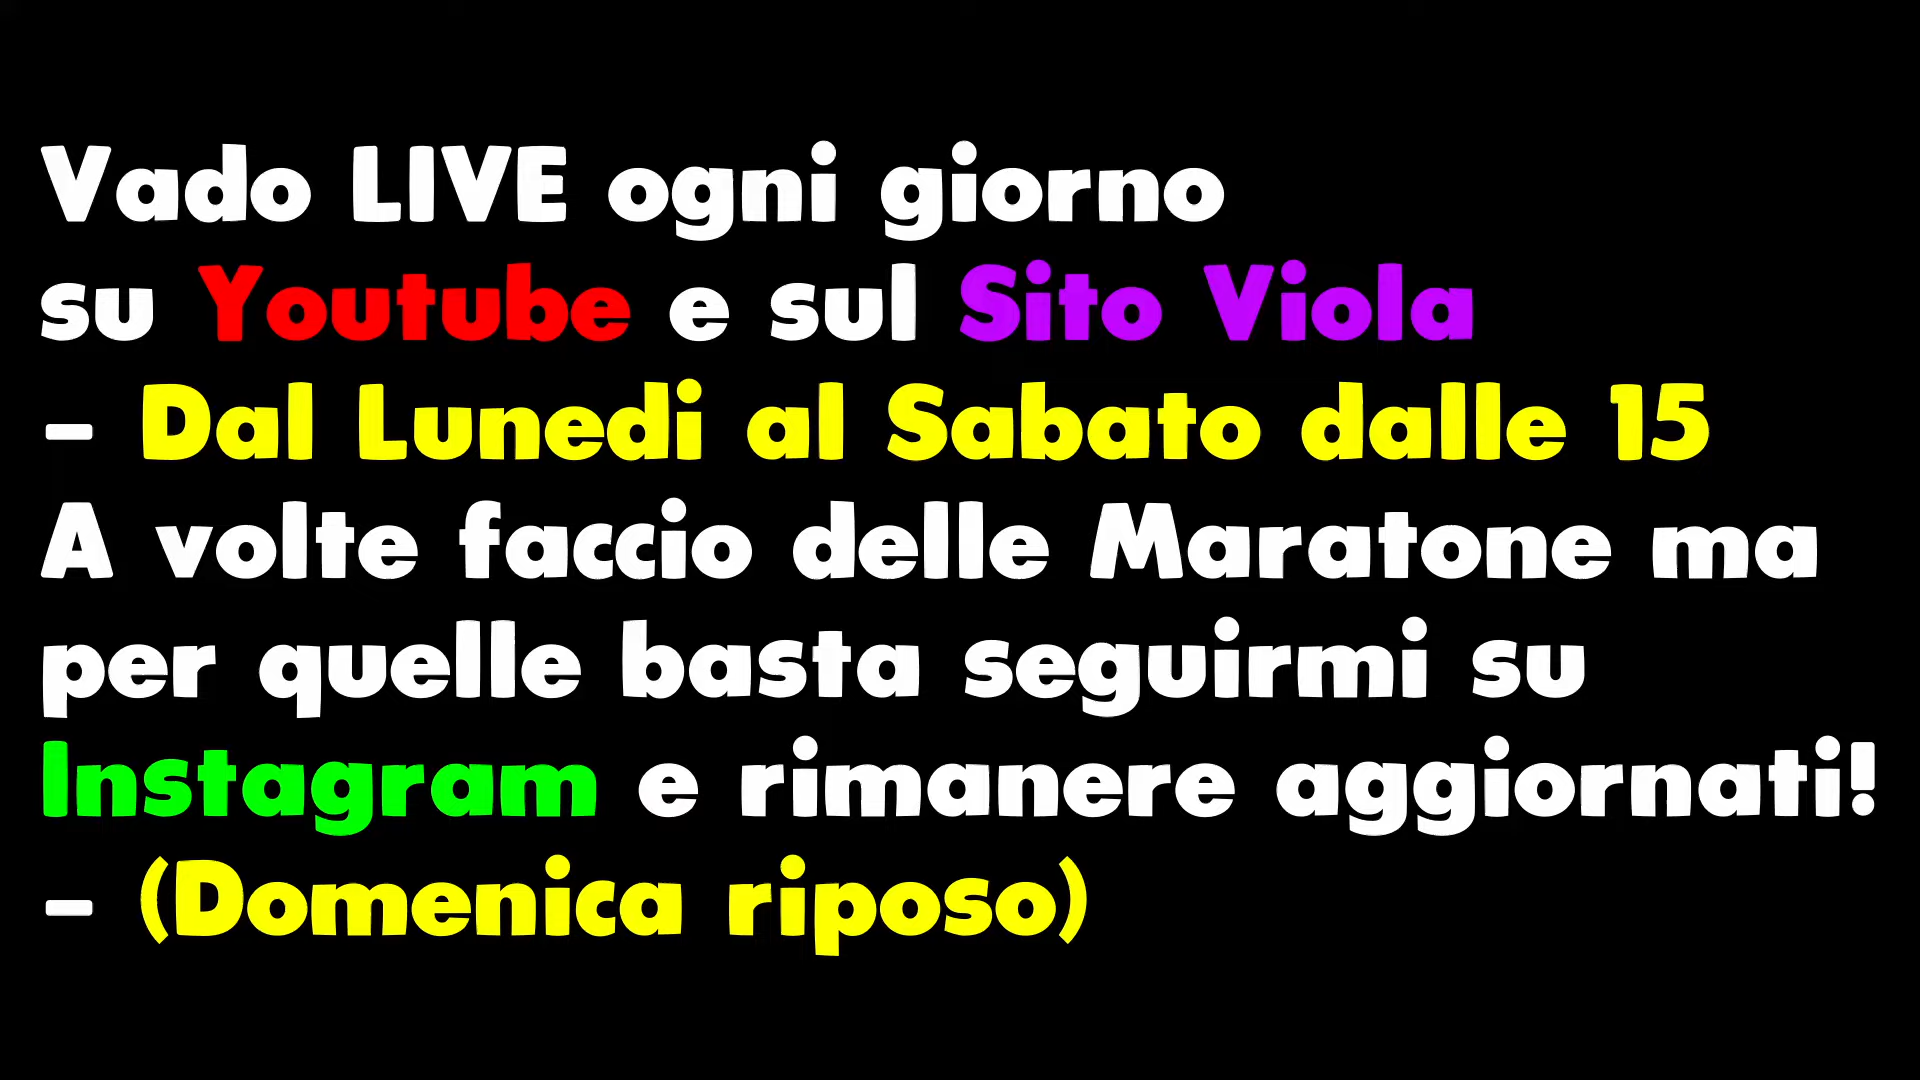 Vado LIVE ogni giorno
su Youtube e sul Sito Viola
- Dal Lunedi al Sabato dalle 15
A volte faccio delle Maratone ma
per quelle basta seguirmi su
Instagram e rimanere aggiornati!
- (Domenica riposo)